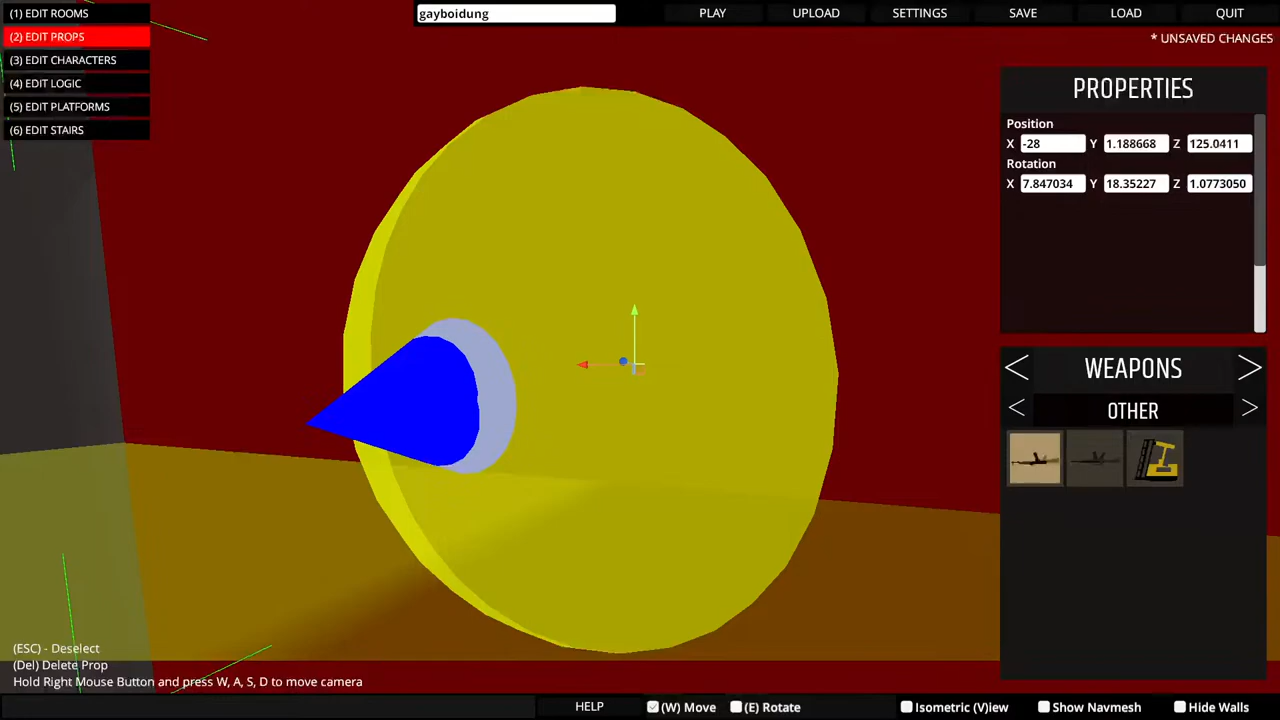 (1) EDIT ROOMS
(2) EDIT PROPS
(3) EDIT CHARACTERS
(4) EDIT LOGIC
(5) EDIT PLATFORMS
(6) EDIT STAIRS
gayboidung
PLAY
UPLOAD
SETTINGS
SAVE
LOAD
QUIT
* UNSAVED CHANGES
PROPERTIES
Position
X -28 Y 1.188668 Z 125.0411
Rotation
X 7.847034 Y 18.35227 Z 1.0773050
< WEAPONS >
< OTHER >
(ESC) - Deselect
(Del) Delete Prop
Hold Right Mouse Button and press W, A, S, D to move camera
HELP
(W) Move
(E) Rotate
Isometric (V)iew
Show Navmesh
Hide Walls